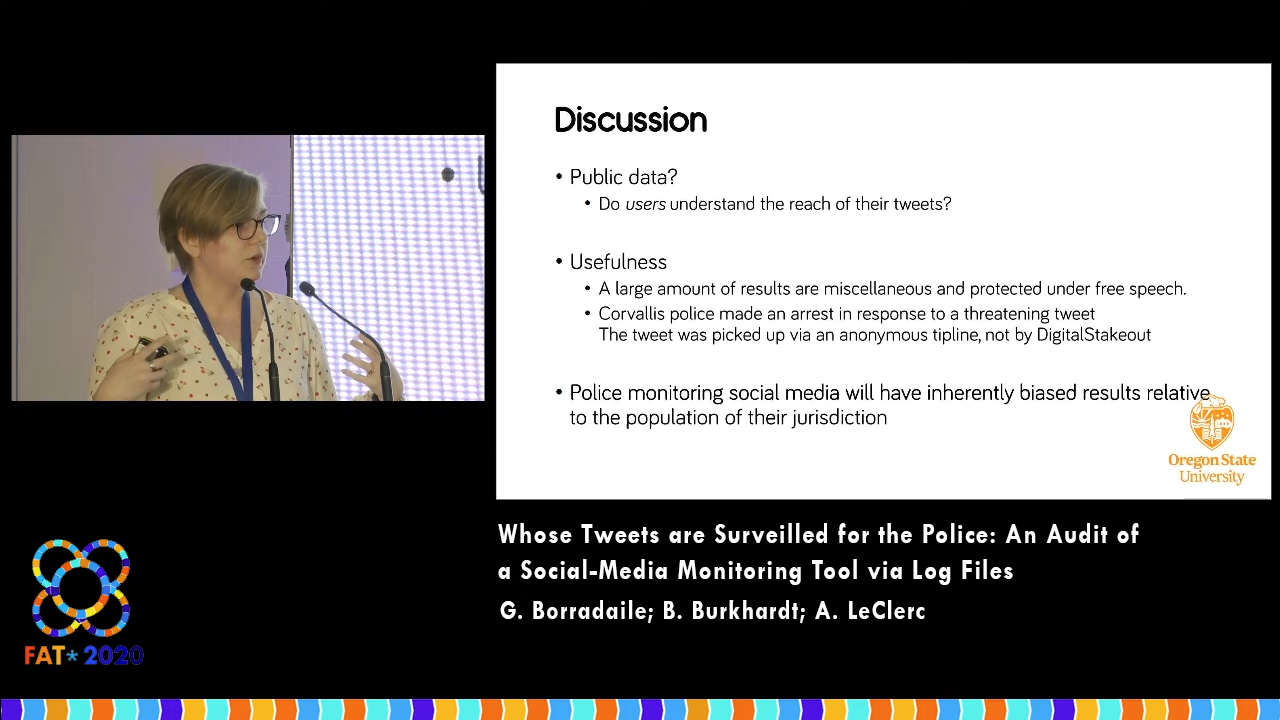 Discussion
• Public data?
• Do users understand the reach of their tweets?
• Usefulness
• A large amount of results are miscellaneous and protected under free speech.
• Corvallis police made an arrest in response to a threatening tweet
The tweet was picked up via an anonymous tipline, not by DigitalStakeout
• Police monitoring social media will have inherently biased results relative
to the population of their jurisdiction
Oregon State
University
Whose Tweets are Surveilled for the Police: An Audit of
a Social-Media Monitoring Tool via Log Files
G. Borradaile; B. Burkhardt; A. LeClerc
FAT* 2020